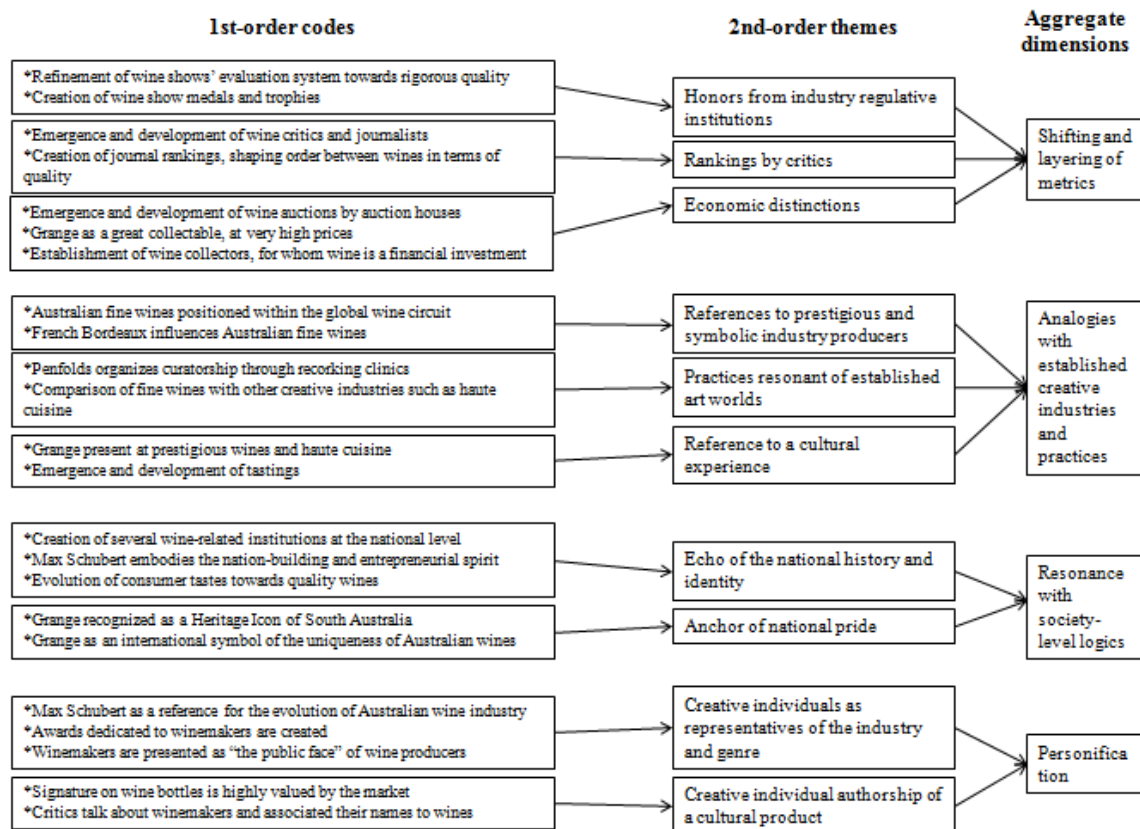 1st-order codes
2nd-order themes
Aggregate
dimensions
*Refinement of wine shows’ evaluation system towards rigorous quality
*Creation of wine show medals and trophies
*Emergence and development of wine critics and journalists
*Creation of journal rankings, shaping order between wines in terms of
quality
*Emergence and development of wine auctions by auction houses
*Grange as a great collectable, at very high prices
*Establishment of wine collectors, for whom wine is a financial investment
Honors from industry regulative
institutions
Rankings by critics
Economic distinctions
Shifting and
layering of
metrics
*Australian fine wines positioned within the global wine circuit
*French Bordeaux influences Australian fine wines
*Penfolds organizes curatorship through recorking clinics
*Comparison of fine wines with other creative industries such as haute
cuisine
*Grange present at prestigious wines and haute cuisine
*Emergence and development of tastings
References to prestigious and
symbolic industry producers
Practices resonant of established
art worlds
Reference to a cultural
experience
Analogies
with
established
creative
industries
and
practices
*Creation of several wine-related institutions at the national level
*Max Schubert embodies the nation-building and entrepreneurial spirit
*Evolution of consumer tastes towards quality wines
*Grange recognized as a Heritage Icon of South Australia
*Grange as an international symbol of the uniqueness of Australian wines
Echo of the national history and
identity
Anchor of national pride
Resonance
with
society-
level logics
*Max Schubert as a reference for the evolution of Australian wine industry
*Awards dedicated to winemakers are created
*Winemakers are presented as “the public face” of wine producers
*Signature on wine bottles is highly valued by the market
*Critics talk about winemakers and associated their names to wines
Creative individuals as
representatives of the industry
and genre
Creative individual authorship of
a cultural product
Personifica
tion